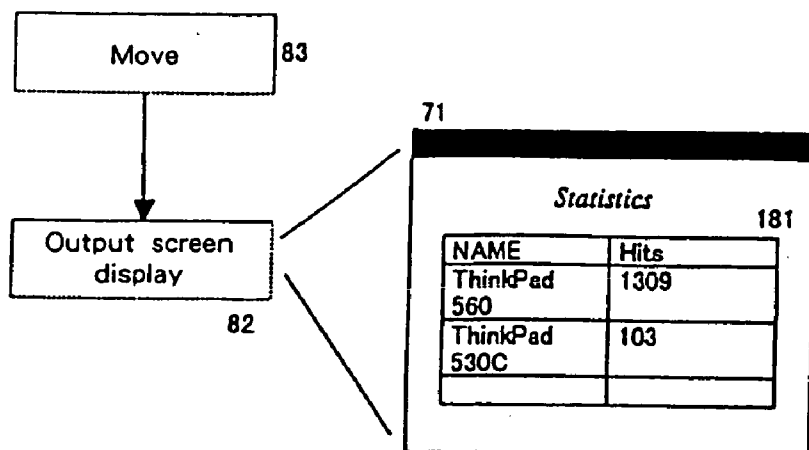 Move
83
71
Statistics
181
Output screen
display
82
NAME Hits
ThinkPad 1309
560
ThinkPad 103
530C